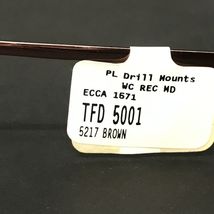 PL Drill Mounts
WC REC MD
ECCA 1671
TFD 5001
5217 BROWN